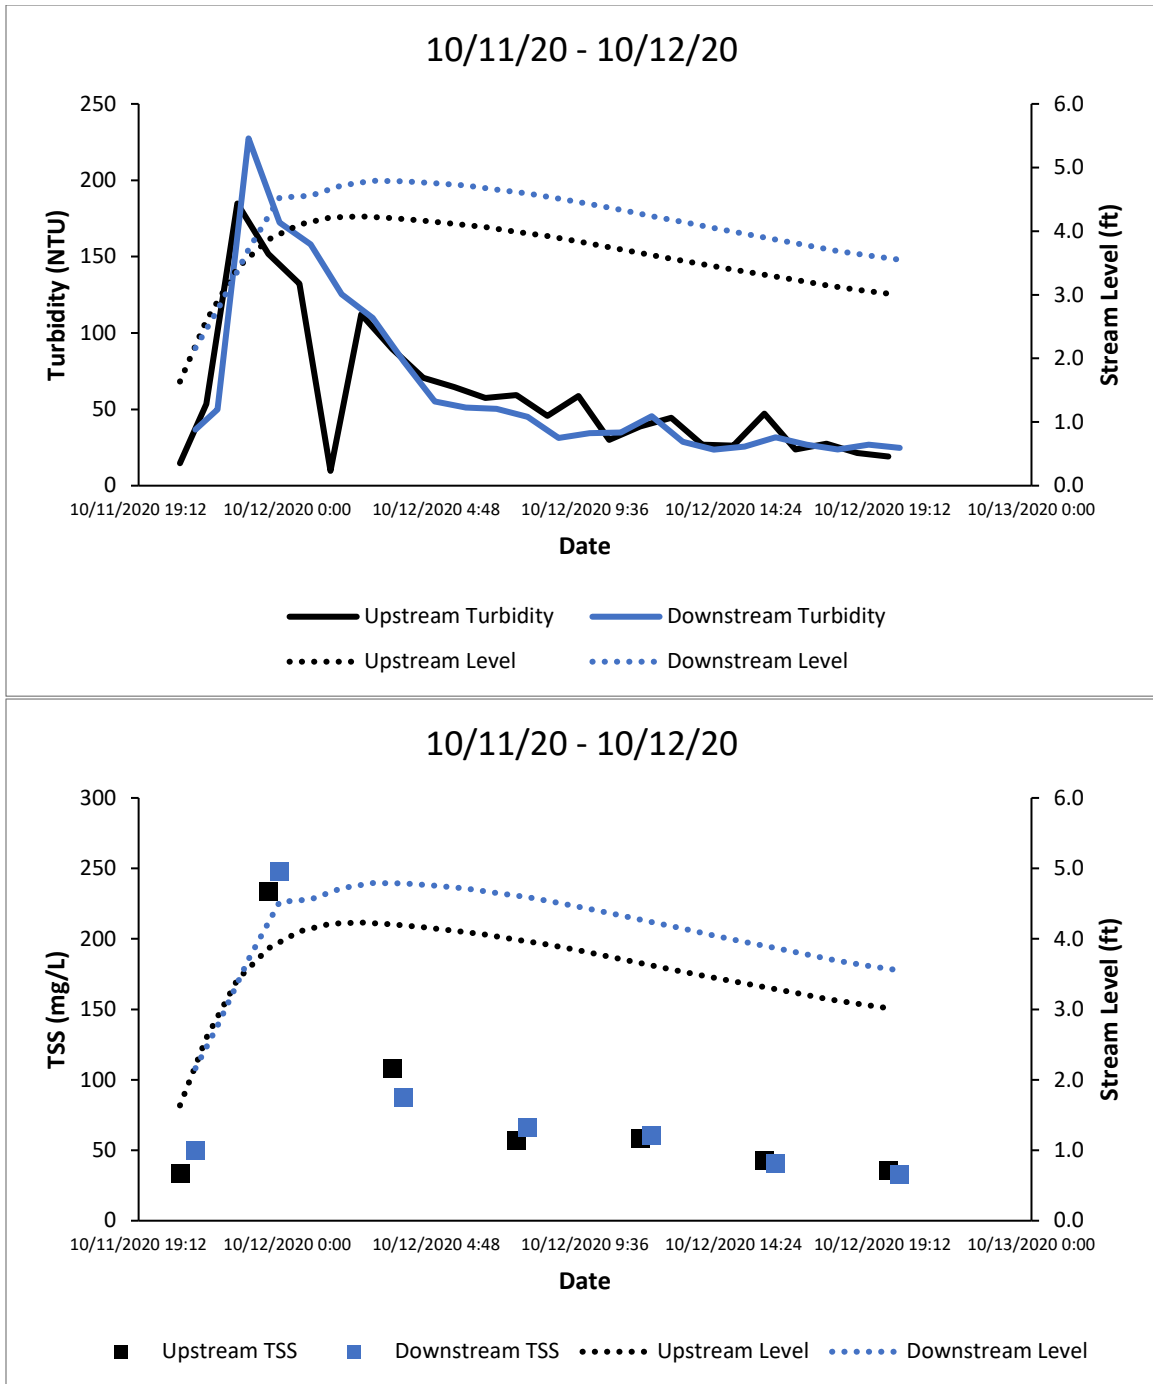 10/11/20 - 10/12/20
250
200
150
100
50
0
Turbidity (NTU)
6.0
5.0
4.0
3.0
2.0
1.0
0.0
Stream Level (ft)
10/11/2020 19:12 10/12/2020 0:00 10/12/2020 4:48 10/12/2020 9:36 10/12/2020 14:24 10/12/2020 19:12 10/13/2020 0:00
Date
Upstream Turbidity Downstream Turbidity
Upstream Level Downstream Level
10/11/20 - 10/12/20
300
250
200
150
100
50
0
TSS (mg/L)
6.0
5.0
4.0
3.0
2.0
1.0
0.0
Stream Level (ft)
10/11/2020 19:12 10/12/2020 0:00 10/12/2020 4:48 10/12/2020 9:36 10/12/2020 14:24 10/12/2020 19:12 10/13/2020 0:00
Date
Upstream TSS Downstream TSS Upstream Level Downstream Level